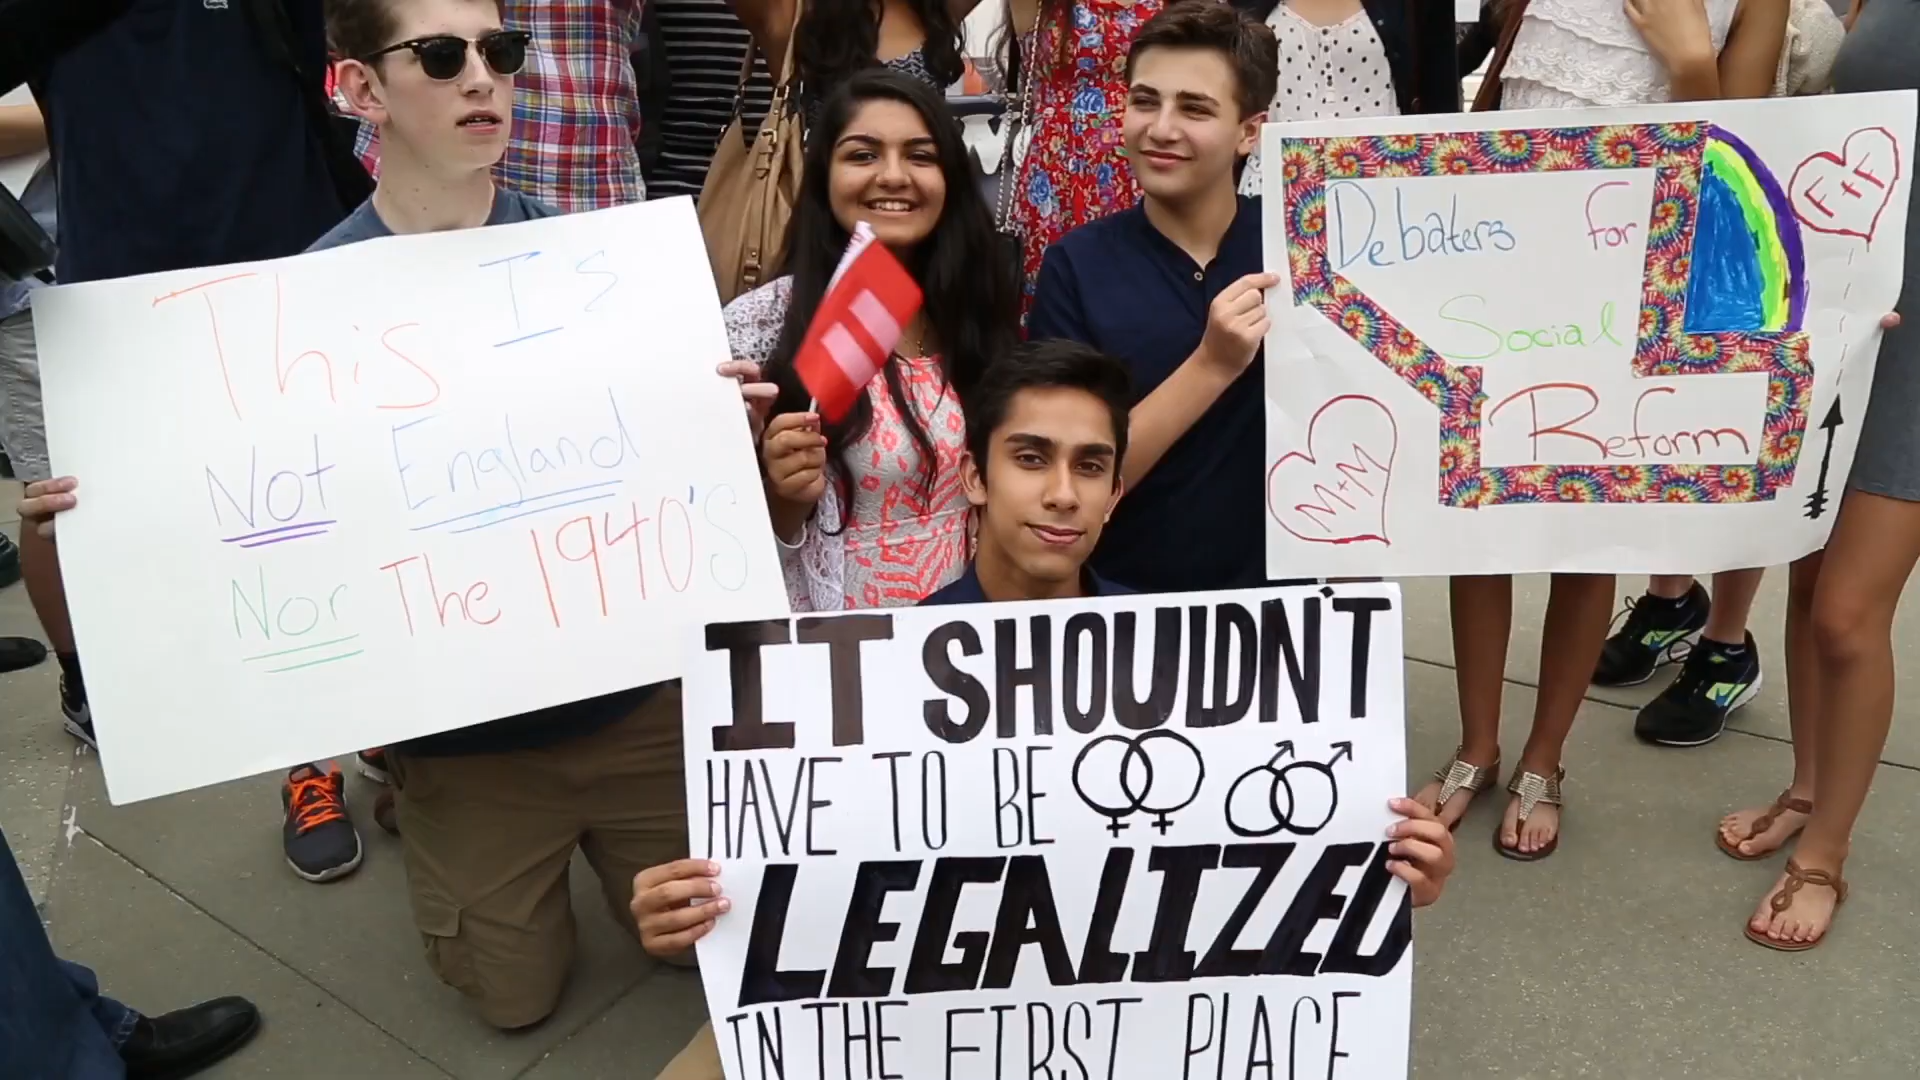 This Is
Not England
Nor The 1940'S
Debaters for
Social
Reform
F+F
M+M
IT SHOULDN'T
HAVE TO BE
LEGALIZED
IN THE FIRST PLACE